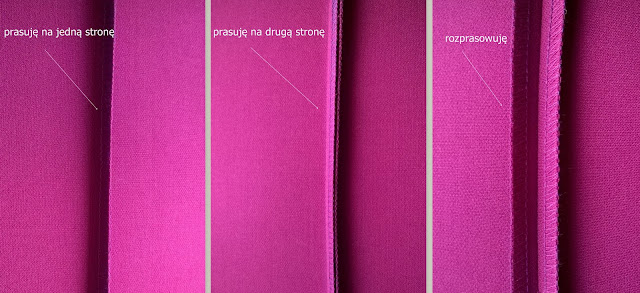 prasuję na jedną stronę
prasuję na drugą stronę
rozprasowuję